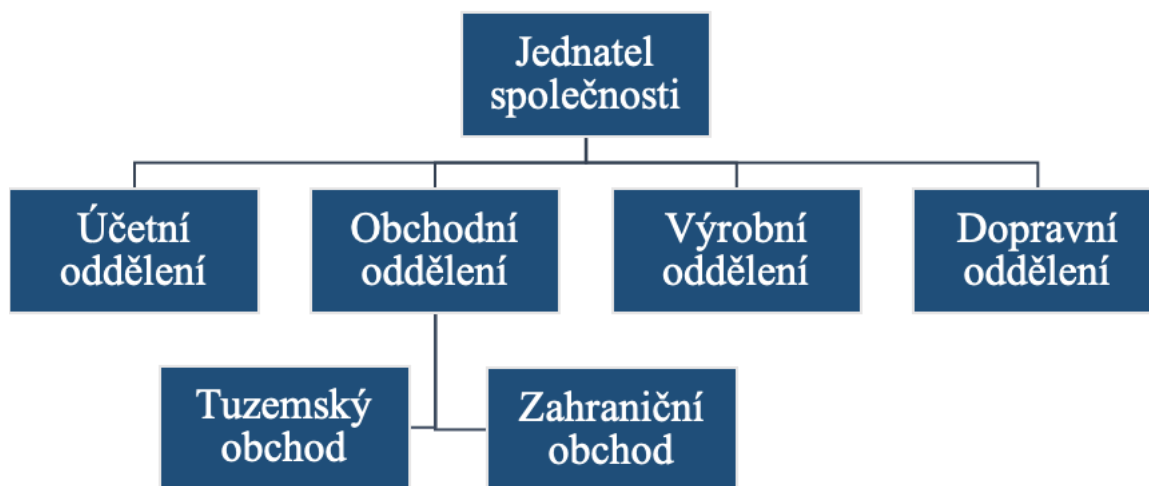 Jednatel
společnosti
Účetní
oddělení
Obchodní
oddělení
Výrobní
oddělení
Dopravní
oddělení
Tuzemský
obchod
Zahraniční
obchod